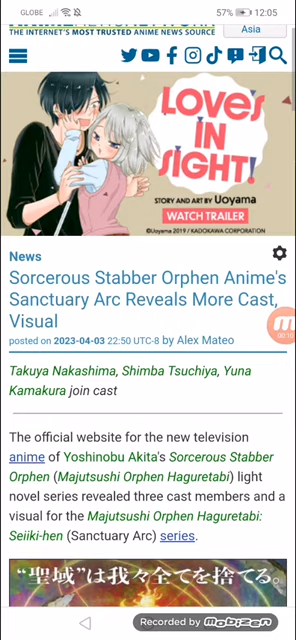 GLOBE 57% 12:05
THE INTERNET'S MOST TRUSTED ANIME NEWS SOURCE
Asia
LOVE'S
IN
SIGHT!
STORY AND ART BY Uoyama
WATCH TRAILER
©Uoyama 2019 / KADOKAWA CORPORATION
News
Sorcerous Stabber Orphen Anime's
Sanctuary Arc Reveals More Cast,
Visual
posted on 2023-04-03 22:50 UTC-8 by Alex Mateo
00:10
Takuya Nakashima, Shimba Tsuchiya, Yuna
Kamakura join cast
The official website for the new television
anime of Yoshinobu Akita's Sorcerous Stabber
Orphen (Majutsushi Orphen Haguretabi) light
novel series revealed three cast members and a
visual for the Majutsushi Orphen Haguretabi:
Seiiki-hen (Sanctuary Arc) series.
“聖域”は我々全てを捨てる。
Recorded by mobizen